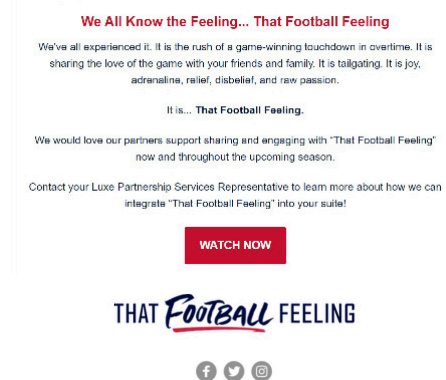 We All Know the Feeling... That Football Feeling
We've all experienced it. It is the rush of a game-winning touchdown in overtime. It is
sharing the love of the game with your friends and family. It is tailgating. It is joy,
adrenaline, relief, disbelief, and raw passion.
It is... That Football Feeling.
We would love our partners support sharing and engaging with "That Football Feeling"
now and throughout the upcoming season.
Contact your Luxe Partnership Services Representative to learn more about how we can
integrate "That Football Feeling" into your suite!
WATCH NOW
THAT FOOTBALL FEELING